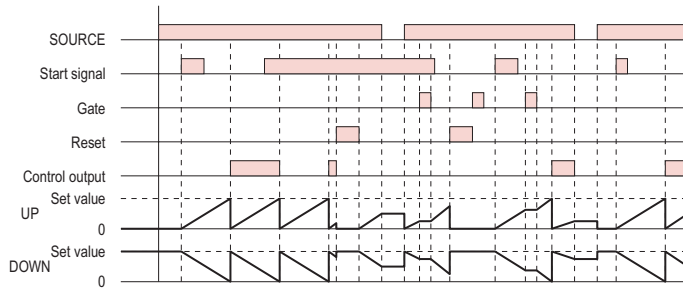 SOURCE
Start signal
Gate
Reset
Control output
Set value
UP
0
Set value
DOWN
0